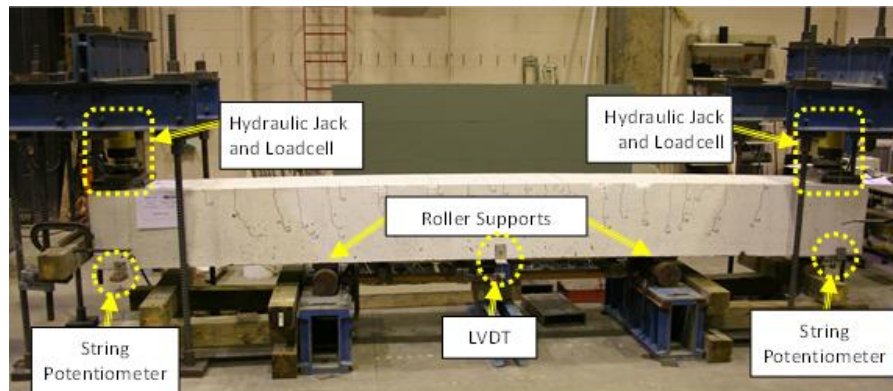 Hydraulic Jack
and Loadcell
Hydraulic Jack
and Loadcell
Roller Supports
String
Potentiometer
LVDT
String
Potentiometer